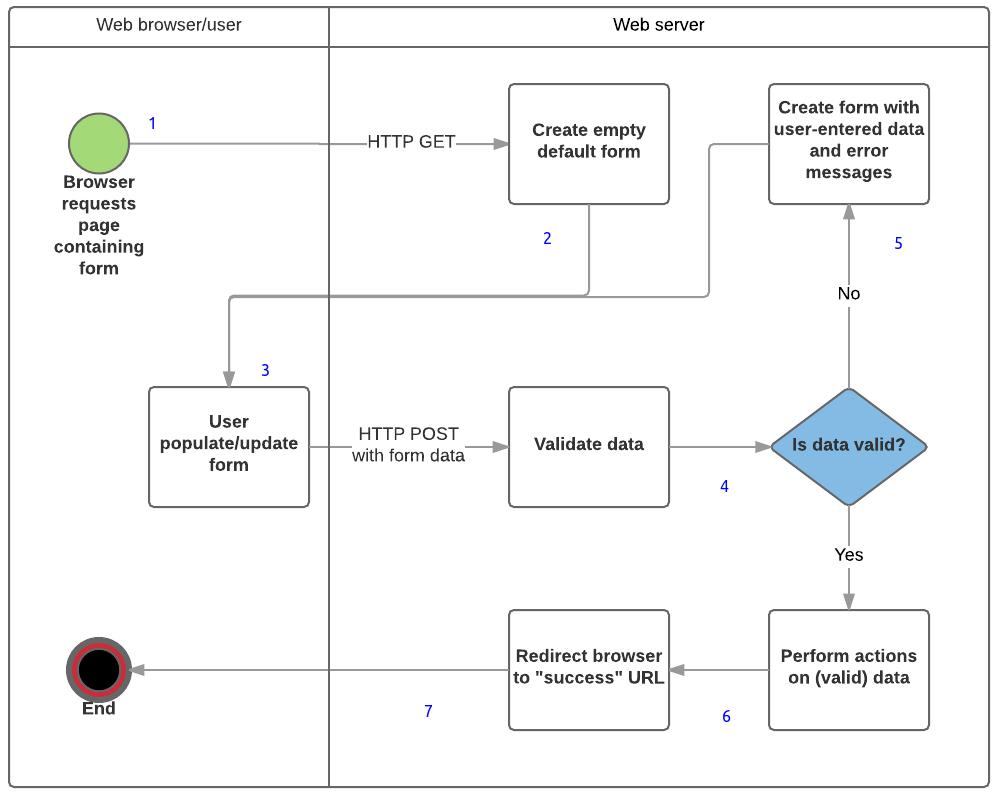 Web browser/user
Web server
1
Browser
requests
page
containing
form
HTTP GET
Create empty
default form
Create form with
user-entered data
and error
messages
2
5
No
3
User
populate/update
form
HTTP POST
with form data
Validate data
4
Is data valid?
Yes
Perform actions
on (valid) data
6
Redirect browser
to "success" URL
7
End